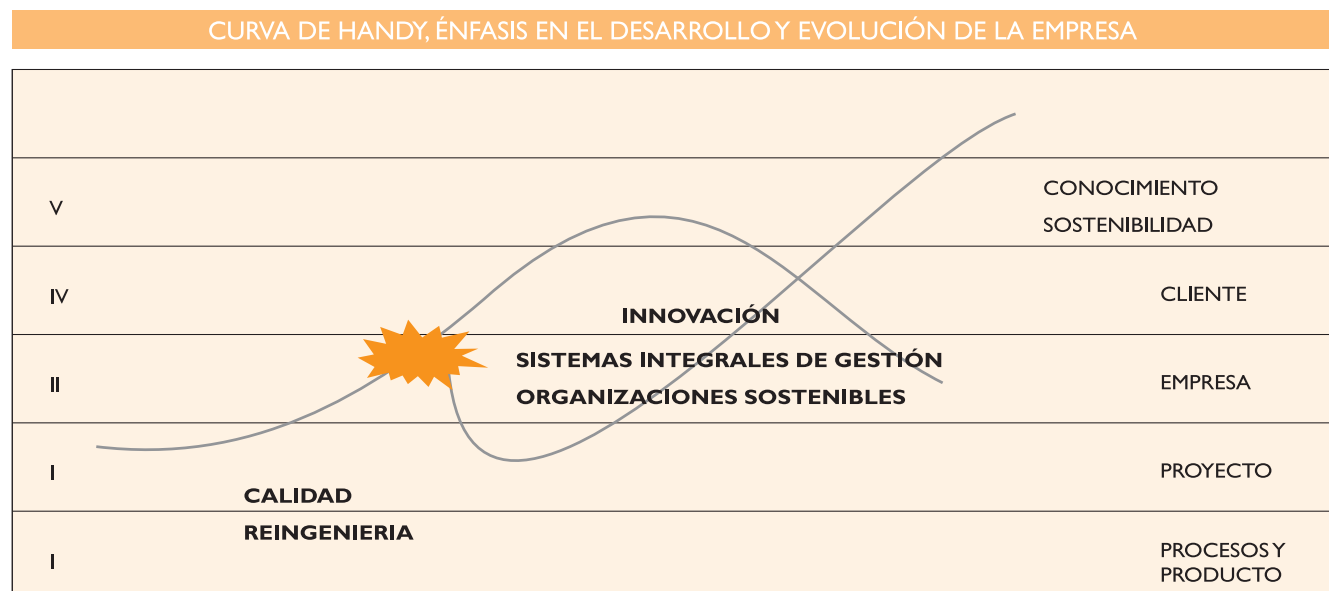 CURVA DE HANDY, ÉNFASIS EN EL DESARROLLO Y EVOLUCIÓN DE LA EMPRESA
V
CONOCIMIENTO
SOSTENIBILIDAD
IV
CLIENTE
INNOVACIÓN
SISTEMAS INTEGRALES DE GESTIÓN
II
EMPRESA
ORGANIZACIONES SOSTENIBLES
I
PROYECTO
CALIDAD
REINGENIERIA
I
PROCESOS Y
PRODUCTO